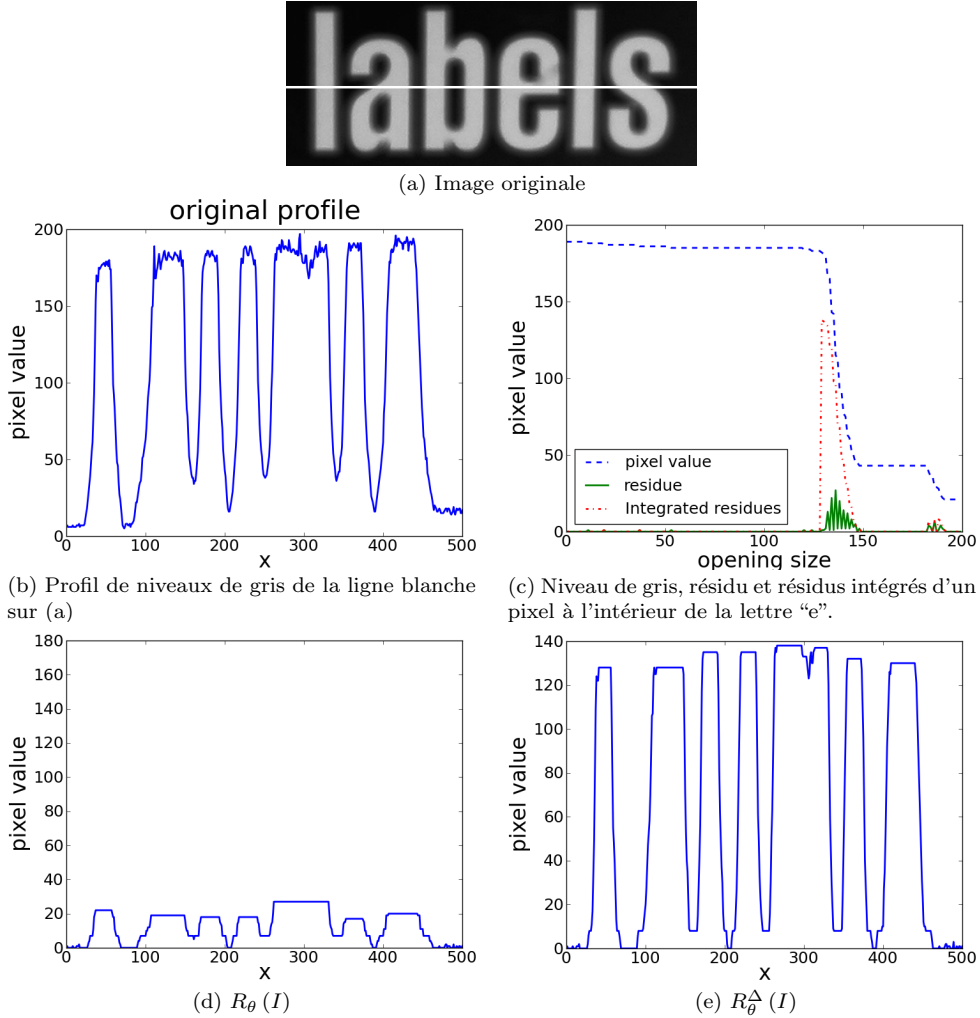 labels
(a) Image originale
original profile
200
150
100
50
0
pixel value
0 100 200 300 400 500
x
(b) Profil de niveaux de gris de la ligne blanche
sur (a)
200
150
100
50
0
pixel value
pixel value
residue
Integrated residues
0 50 100 150 200
opening size
(c) Niveau de gris, résidu et résidus intégrés d'un
pixel à l'intérieur de la lettre “e”.
180
160
140
120
100
80
60
40
20
0
pixel value
0 100 200 300 400 500
x
(d) Rθ (I)
140
120
100
80
60
40
20
0
pixel value
0 100 200 300 400 500
x
(e) RθΔ (I)